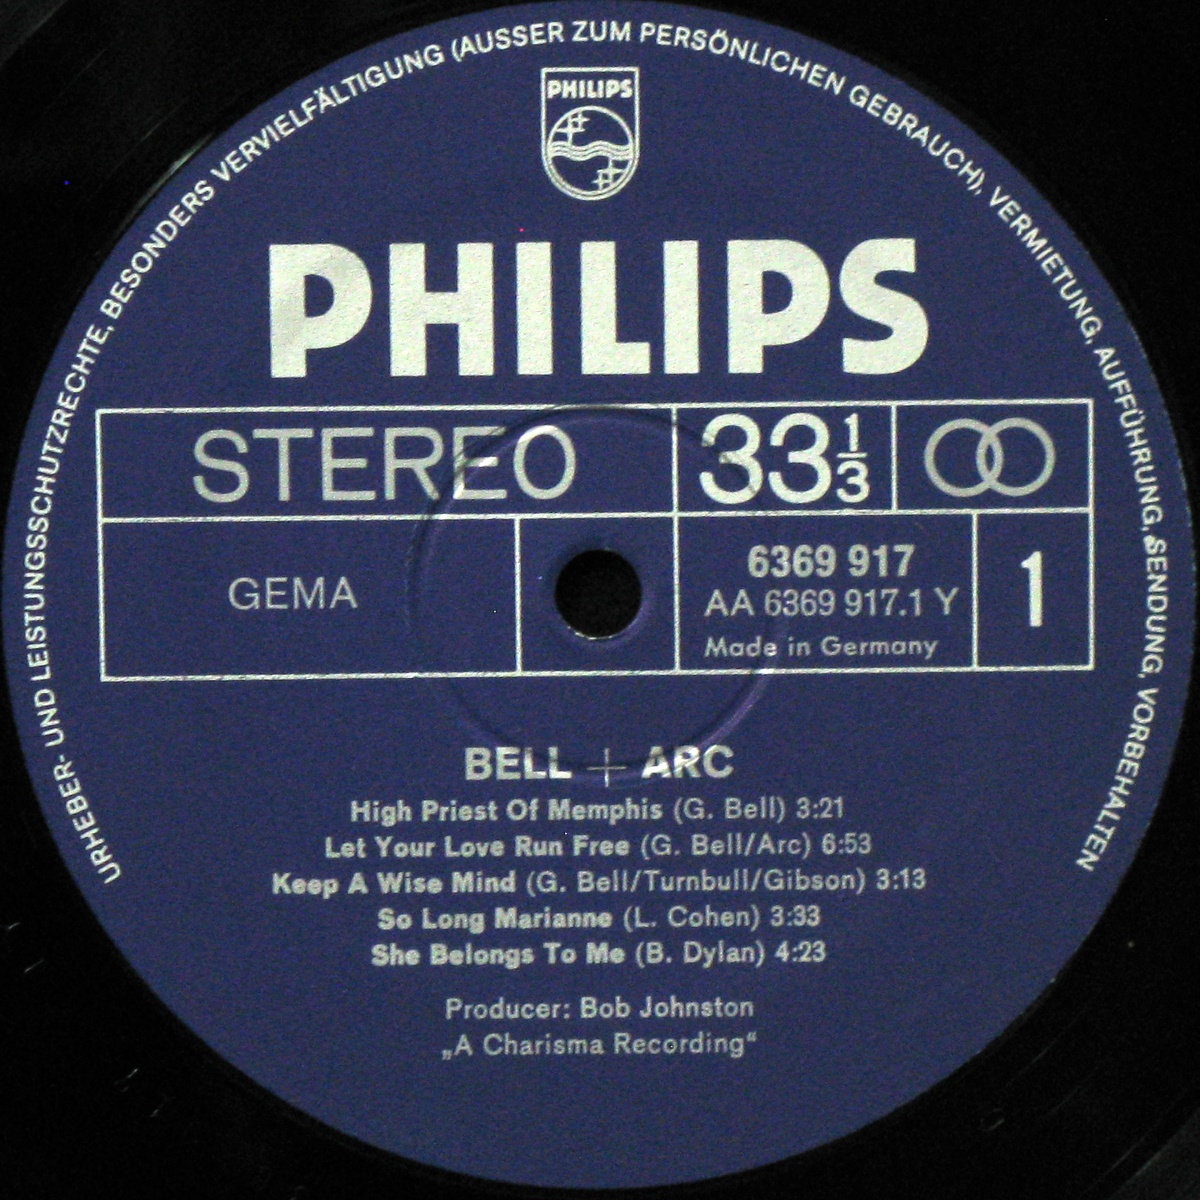 URHEBER- UND LEISTUNGSSCHUTZRECHTE, BESONDERS VERVIELFÄLTIGUNG (AUSSER ZUM PERSÖNLICHEN GEBRAUCH), VERMIETUNG, AUFFÜHRUNG, SENDUNG, VORBEHALTEN
PHILIPS
PHILIPS
STEREO 33 1/3
GEMA
6369 917
AA 6369 917.1 Y
Made in Germany
1
BELL + ARC
High Priest Of Memphis (G. Bell) 3:21
Let Your Love Run Free (G. Bell/Arc) 6:53
Keep A Wise Mind (G. Bell/Turnbull/Gibson) 3:13
So Long Marianne (L. Cohen) 3:33
She Belongs To Me (B. Dylan) 4:23
Producer: Bob Johnston
„A Charisma Recording“